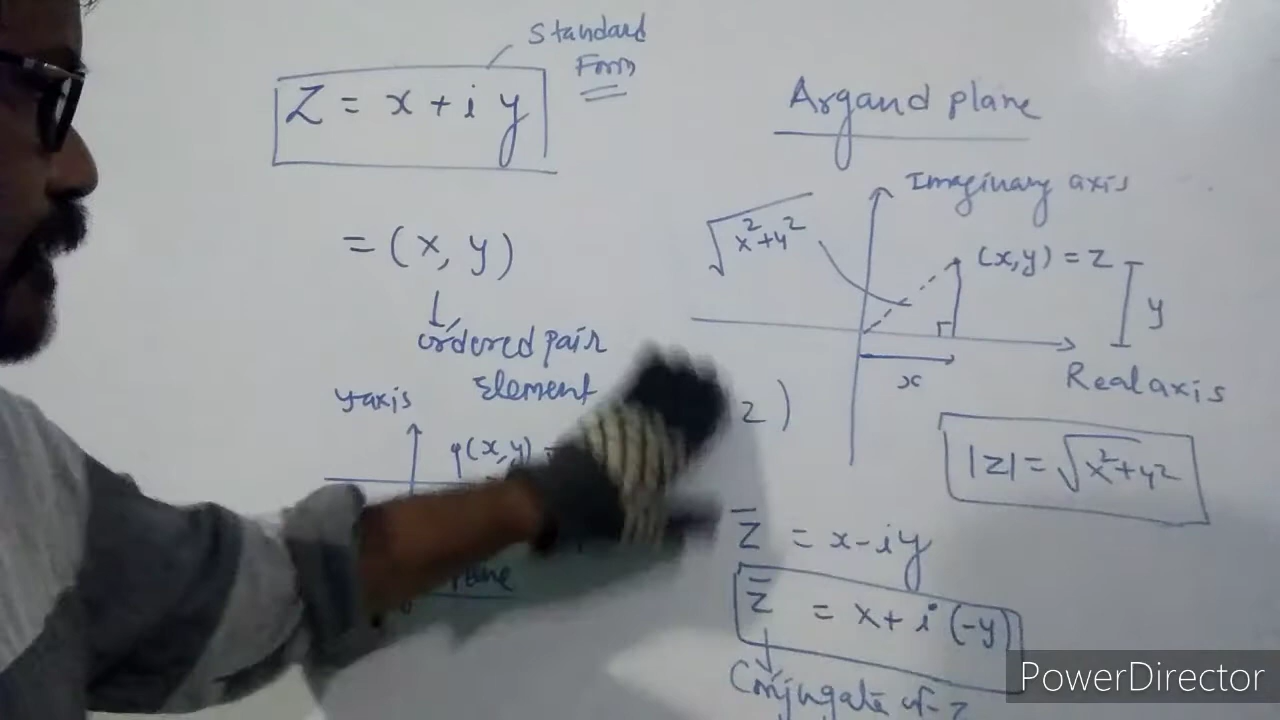 Standard
Form
Z = x + i y
= (x, y)
ordered pair
element
y-axis
(x, y)
Argand plane
Imaginary axis
√x²+y²
(x,y) = z
y
x
Real axis
z)
|z| = √x²+y²
z̅ = x-iy
z̅ = x+i(-y)
Conjugate of z
PowerDirector